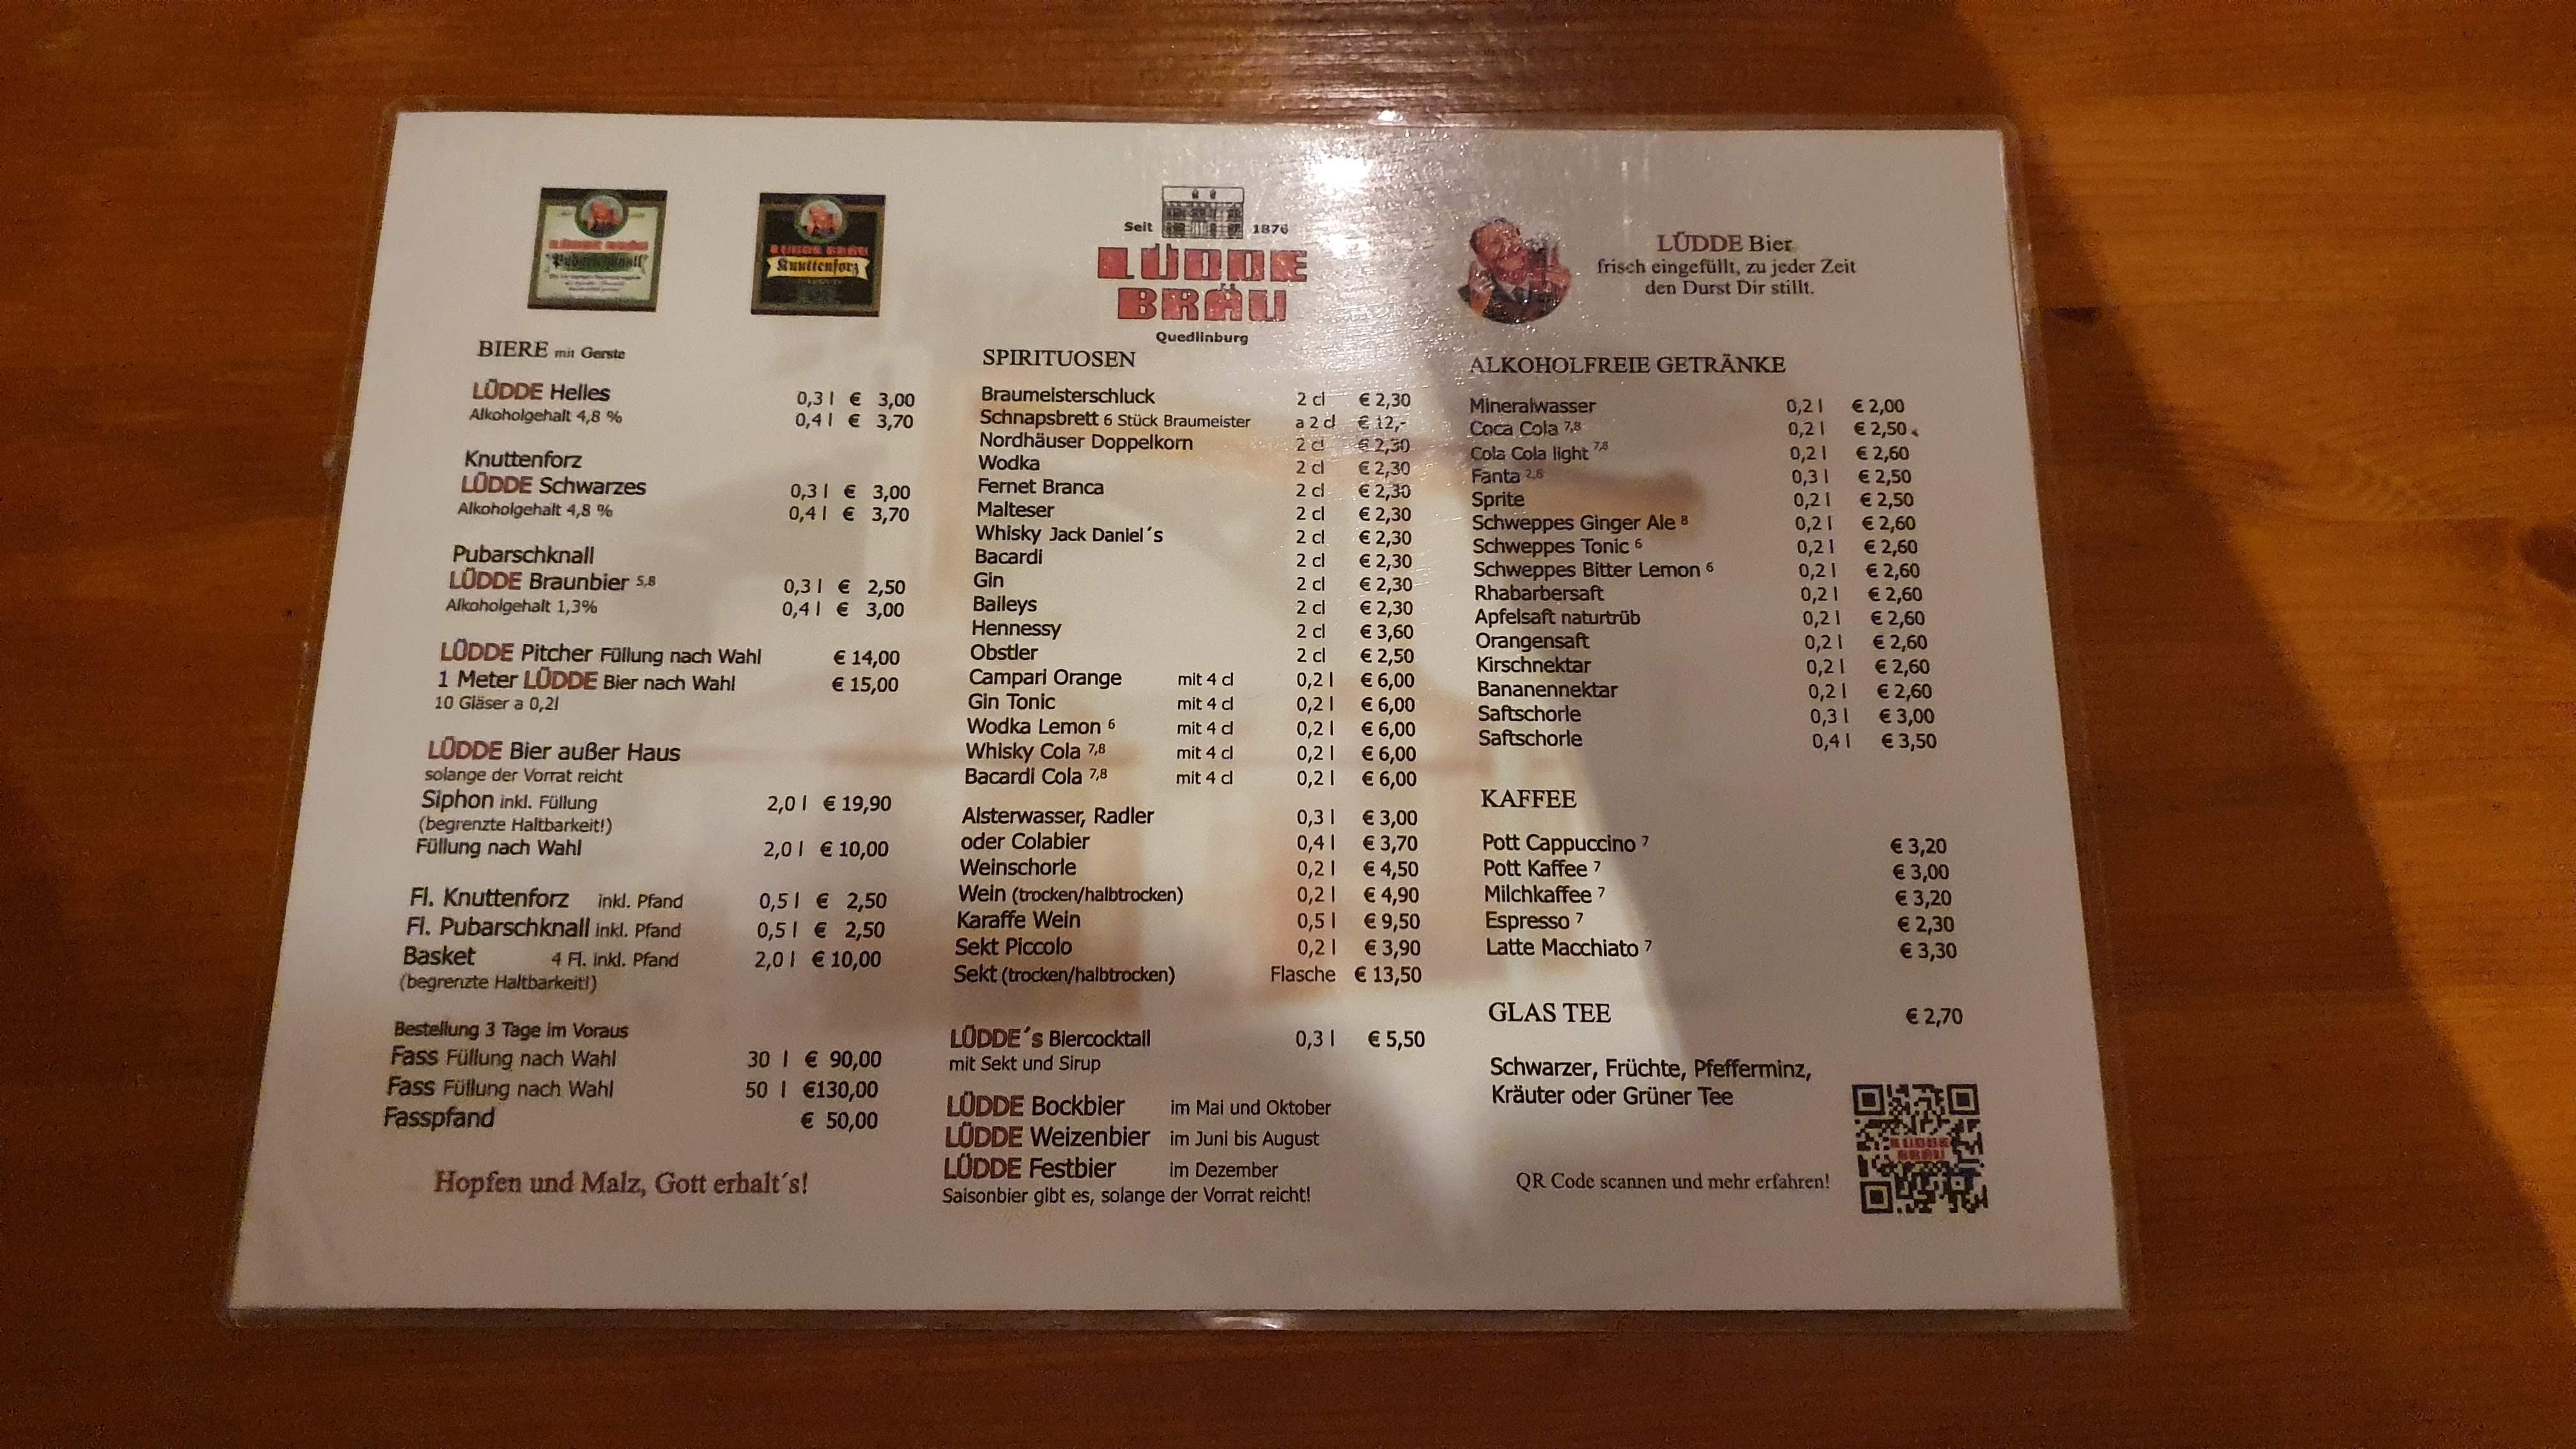 LÜDDE BRÄU
Pubarschknall
LÜDDE BRÄU
Knuttenforz
Seit 1876
LÜDDE
BRÄU
Quedlinburg
LÜDDE Bier
frisch eingefüllt, zu jeder Zeit
den Durst Dir stillt.
BIERE mit Gerste
LÜDDE Helles 0,3 l € 3,00
Alkoholgehalt 4,8 % 0,4 l € 3,70
Knuttenforz
LÜDDE Schwarzes 0,3 l € 3,00
Alkoholgehalt 4,8 % 0,4 l € 3,70
Pubarschknall
LÜDDE Braunbier 5,8 0,3 l € 2,50
Alkoholgehalt 1,3% 0,4 l € 3,00
LÜDDE Pitcher Füllung nach Wahl € 14,00
1 Meter LÜDDE Bier nach Wahl € 15,00
10 Gläser a 0,2l
LÜDDE Bier außer Haus
solange der Vorrat reicht
Siphon inkl. Füllung 2,0 l € 19,90
(begrenzte Haltbarkeit!)
Füllung nach Wahl 2,0 l € 10,00
Fl. Knuttenforz inkl. Pfand 0,5 l € 2,50
Fl. Pubarschknall inkl. Pfand 0,5 l € 2,50
Basket 4 Fl. inkl. Pfand 2,0 l € 10,00
(begrenzte Haltbarkeit!)
Bestellung 3 Tage im Voraus
Fass Füllung nach Wahl 30 l € 90,00
Fass Füllung nach Wahl 50 l €130,00
Fasspfand € 50,00
Hopfen und Malz, Gott erhalt´s!
SPIRITUOSEN
Braumeisterschluck 2 cl € 2,30
Schnapsbrett 6 Stück Braumeister a 2 cl € 12,-
Nordhäuser Doppelkorn 2 cl € 2,30
Wodka 2 cl € 2,30
Fernet Branca 2 cl € 2,30
Malteser 2 cl € 2,30
Whisky Jack Daniel´s 2 cl € 2,30
Bacardi 2 cl € 2,30
Gin 2 cl € 2,30
Baileys 2 cl € 2,30
Hennessy 2 cl € 3,60
Obstler 2 cl € 2,50
Campari Orange mit 4 cl 0,2 l € 6,00
Gin Tonic mit 4 cl 0,2 l € 6,00
Wodka Lemon 6 mit 4 cl 0,2 l € 6,00
Whisky Cola 7,8 mit 4 cl 0,2 l € 6,00
Bacardi Cola 7,8 mit 4 cl 0,2 l € 6,00
Alsterwasser, Radler 0,3 l € 3,00
oder Colabier 0,4 l € 3,70
Weinschorle 0,2 l € 4,50
Wein (trocken/halbtrocken) 0,2 l € 4,90
Karaffe Wein 0,5 l € 9,50
Sekt Piccolo 0,2 l € 3,90
Sekt (trocken/halbtrocken) Flasche € 13,50
LÜDDE´s Biercocktail 0,3 l € 5,50
mit Sekt und Sirup
LÜDDE Bockbier im Mai und Oktober
LÜDDE Weizenbier im Juni bis August
LÜDDE Festbier im Dezember
Saisonbier gibt es, solange der Vorrat reicht!
ALKOHOLFREIE GETRÄNKE
Mineralwasser 0,2 l € 2,00
Coca Cola 7,8 0,2 l € 2,50
Cola Cola light 7,8 0,2 l € 2,60
Fanta 2,8 0,3 l € 2,50
Sprite 0,2 l € 2,50
Schweppes Ginger Ale 8 0,2 l € 2,60
Schweppes Tonic 6 0,2 l € 2,60
Schweppes Bitter Lemon 6 0,2 l € 2,60
Rhabarbersaft 0,2 l € 2,60
Apfelsaft naturtrüb 0,2 l € 2,60
Orangensaft 0,2 l € 2,60
Kirschnektar 0,2 l € 2,60
Bananennektar 0,2 l € 2,60
Saftschorle 0,3 l € 3,00
Saftschorle 0,4 l € 3,50
KAFFEE
Pott Cappuccino 7 € 3,20
Pott Kaffee 7 € 3,00
Milchkaffee 7 € 3,20
Espresso 7 € 2,30
Latte Macchiato 7 € 3,30
GLAS TEE € 2,70
Schwarzer, Früchte, Pfefferminz,
Kräuter oder Grüner Tee
QR Code scannen und mehr erfahren!
LÜDDE
BRÄU